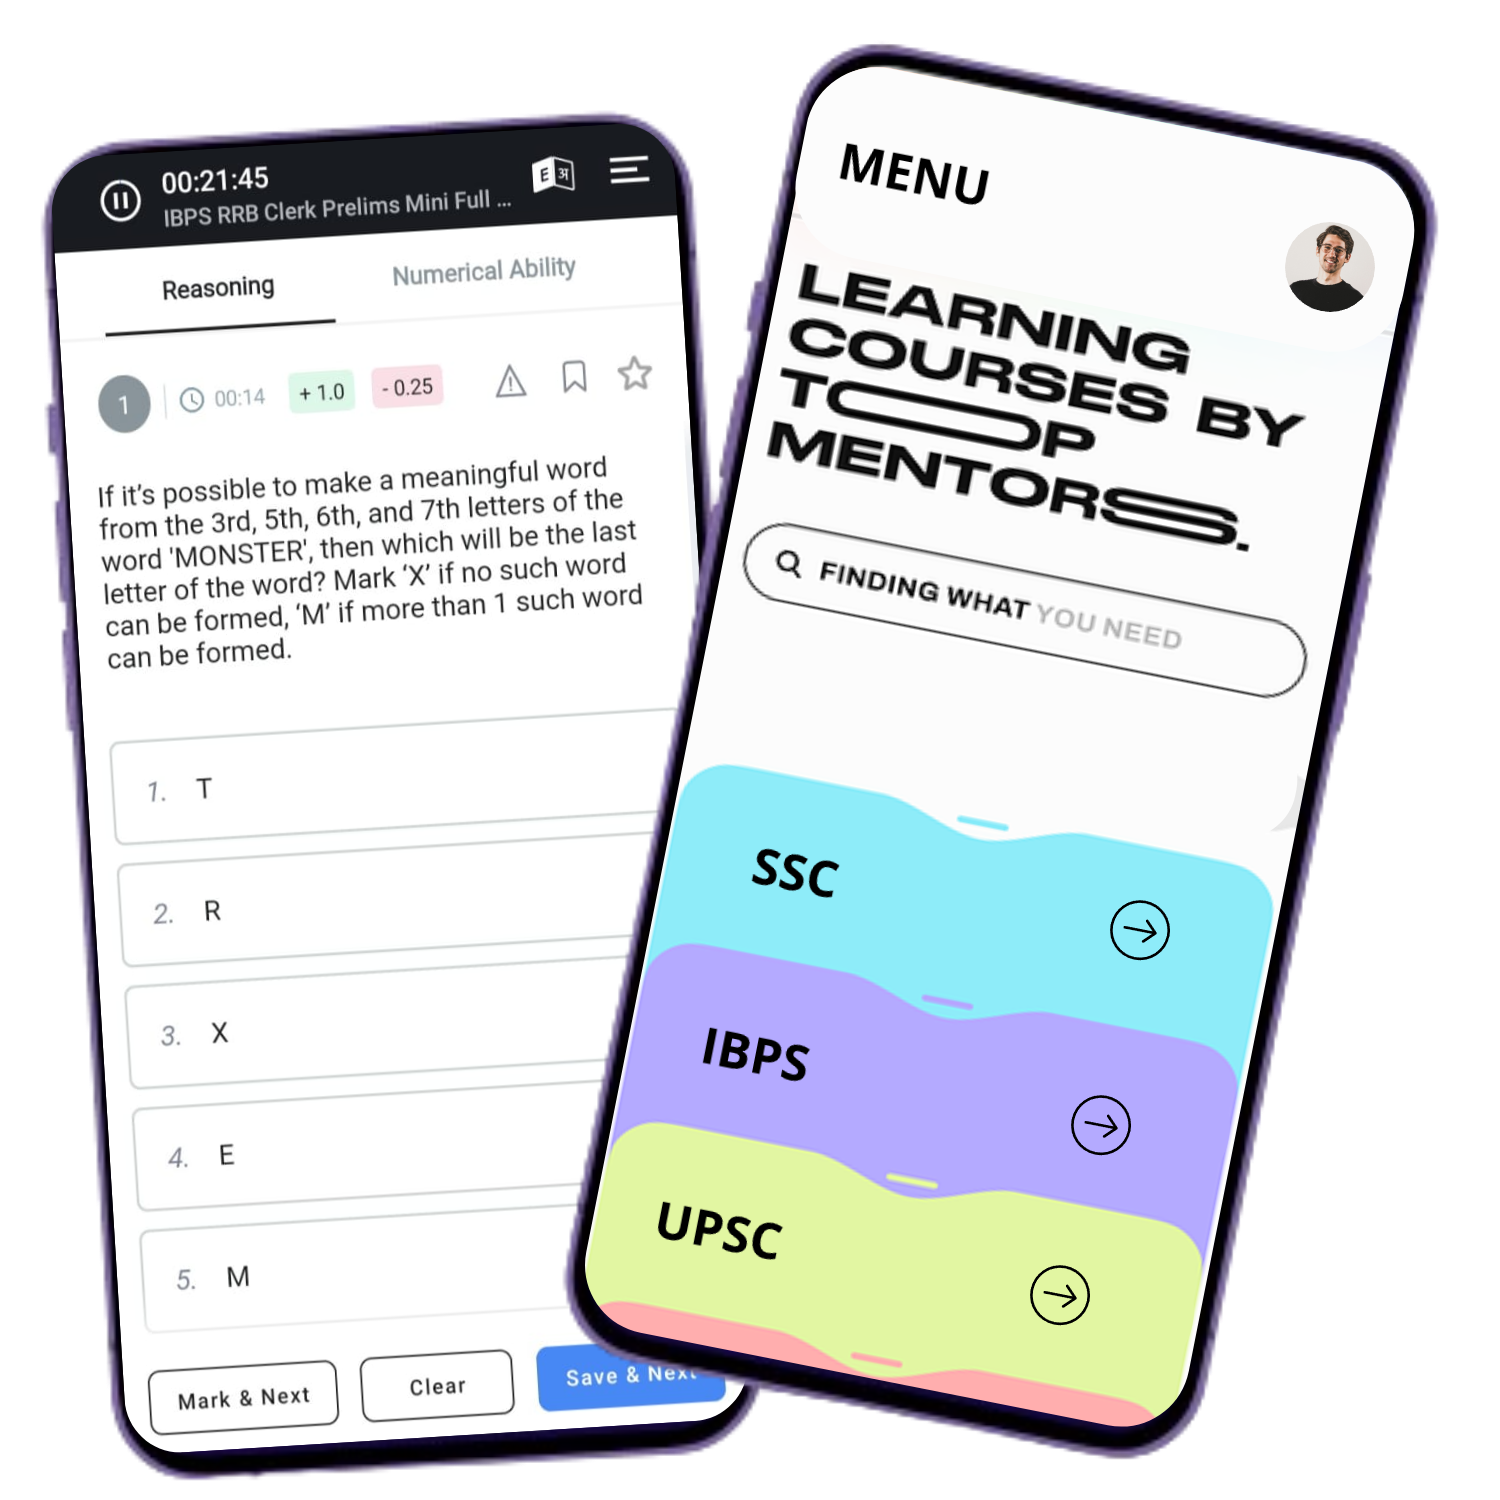 00:21:45
IBPS RRB Clerk Prelims Mini Full ...
E अ
Reasoning
Numerical Ability
1
00:14
+ 1.0
- 0.25
If it’s possible to make a meaningful word
from the 3rd, 5th, 6th, and 7th letters of the
word 'MONSTER', then which will be the last
letter of the word? Mark ‘X’ if no such word
can be formed, ‘M’ if more than 1 such word
can be formed.
1. T
2. R
3. X
4. E
5. M
Mark & Next
Clear
Save & Next
MENU
LEARNING
COURSES BY
TOP
MENTORS.
FINDING WHAT YOU NEED
SSC
IBPS
UPSC